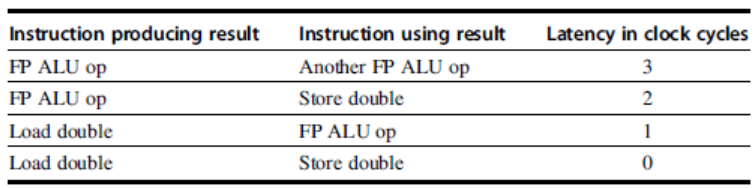 Instruction producing result Instruction using result Latency in clock cycles
FP ALU op Another FP ALU op 3
FP ALU op Store double 2
Load double FP ALU op 1
Load double Store double 0